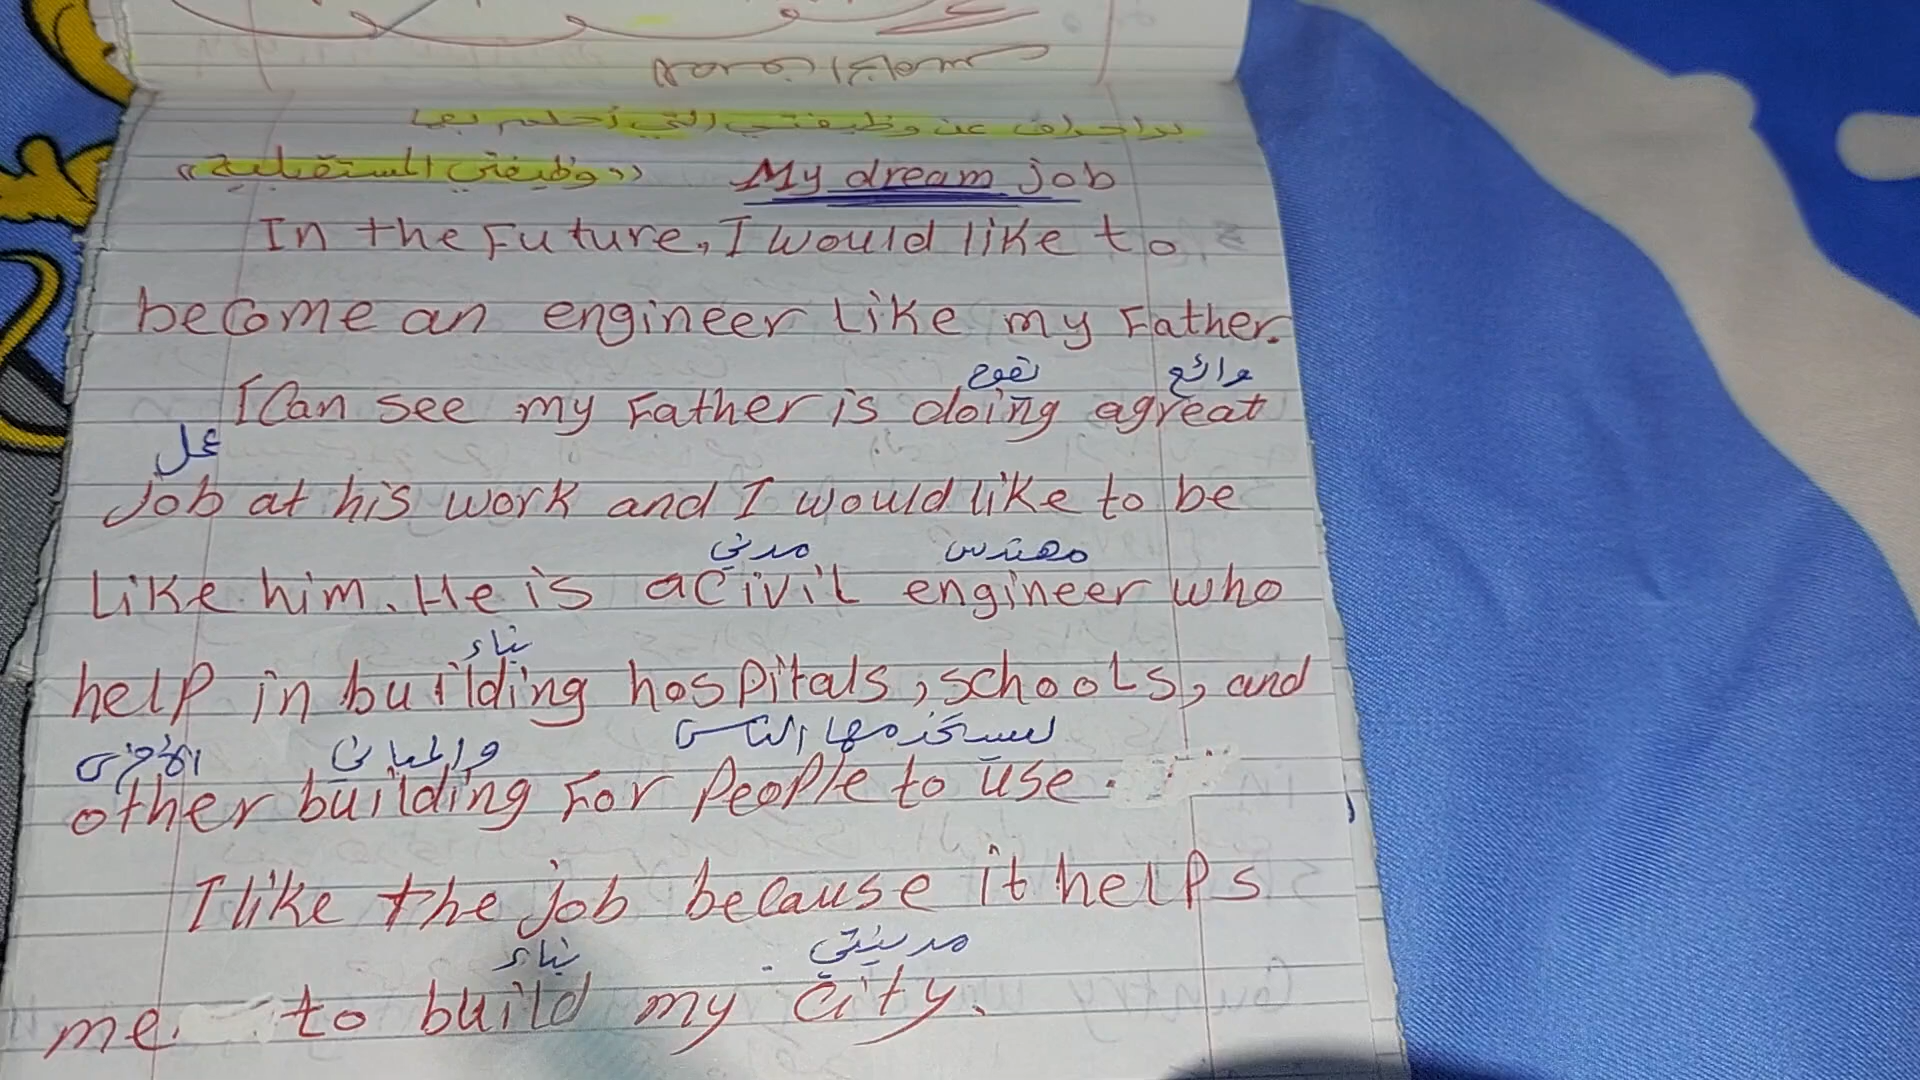 براجراف عن وظيفتي التي أحلم بها
My dream job «وظيفتي المستقبلية»
In the Future, I would like to
become an engineer like my Father.
تقوم رائع
I Can see my Father is doing a great
عمل
Job at his work and I would like to be
مدني مهندس
like him. He is a Civil engineer who
بناء
help in building hospitals, schools, and
الأخرى والمباني ليستخدمها الناس
other building For People to use.
I like the job because it helps
بناء مدينتي
me to build my City.